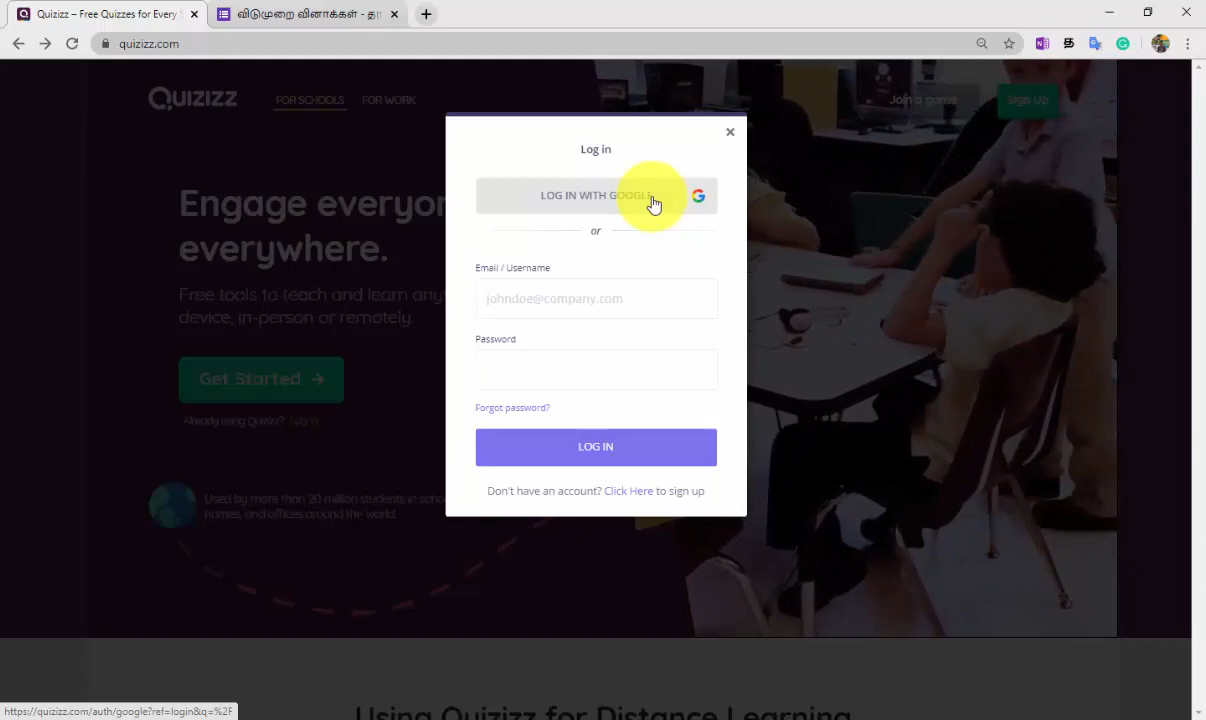 Quizizz – Free Quizzes for Every S
விடுமுறை வினாக்கள் - தர
quizizz.com
QUIZIZZ
FOR SCHOOLS
FOR WORK
Join a game
Sign Up
Log in
LOG IN WITH GOOGLE
or
Engage everyon
everywhere.
Free tools to teach and learn any
device, in-person or remotely.
Email / Username
johndoe@company.com
Password
Get Started →
Already using Quizizz? Log in
Forgot password?
LOG IN
Don't have an account? Click Here to sign up
Used by more than 20 million students in schoo
homes, and offices around the world.
https://quizizz.com/auth/google?ref=login&q=%2F
Using Quizizz for Distance Learning